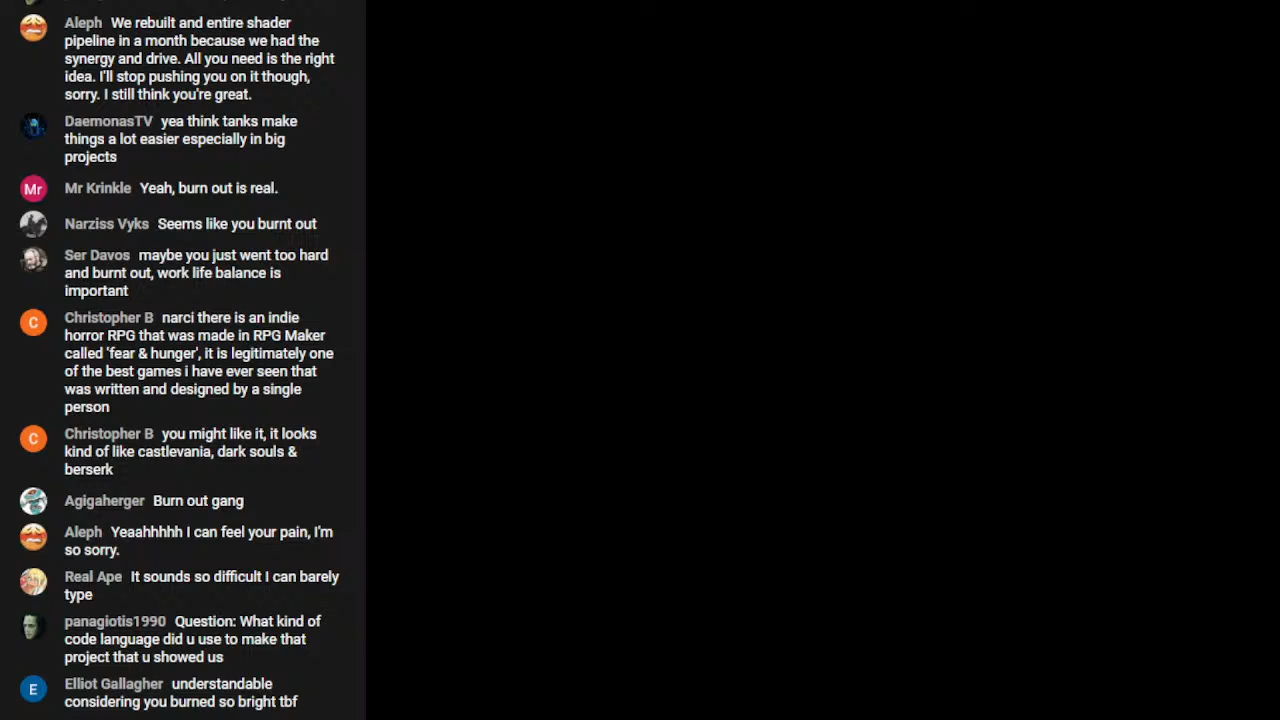 Aleph We rebuilt and entire shader
pipeline in a month because we had the
synergy and drive. All you need is the right
idea. I'll stop pushing you on it though,
sorry. I still think you're great.
DaemonasTV yea think tanks make
things a lot easier especially in big
projects
Mr
Mr Krinkle Yeah, burn out is real.
Narziss Vyks Seems like you burnt out
Ser Davos maybe you just went too hard
and burnt out, work life balance is
important
C
Christopher B narci there is an indie
horror RPG that was made in RPG Maker
called 'fear & hunger', it is legitimately one
of the best games i have ever seen that
was written and designed by a single
person
C
Christopher B you might like it, it looks
kind of like castlevania, dark souls &
berserk
Agigaherger Burn out gang
Aleph Yeaahhhhh I can feel your pain, I'm
so sorry.
Real Ape It sounds so difficult I can barely
type
panagiotis1990 Question: What kind of
code language did u use to make that
project that u showed us
E
Elliot Gallagher understandable
considering you burned so bright tbf